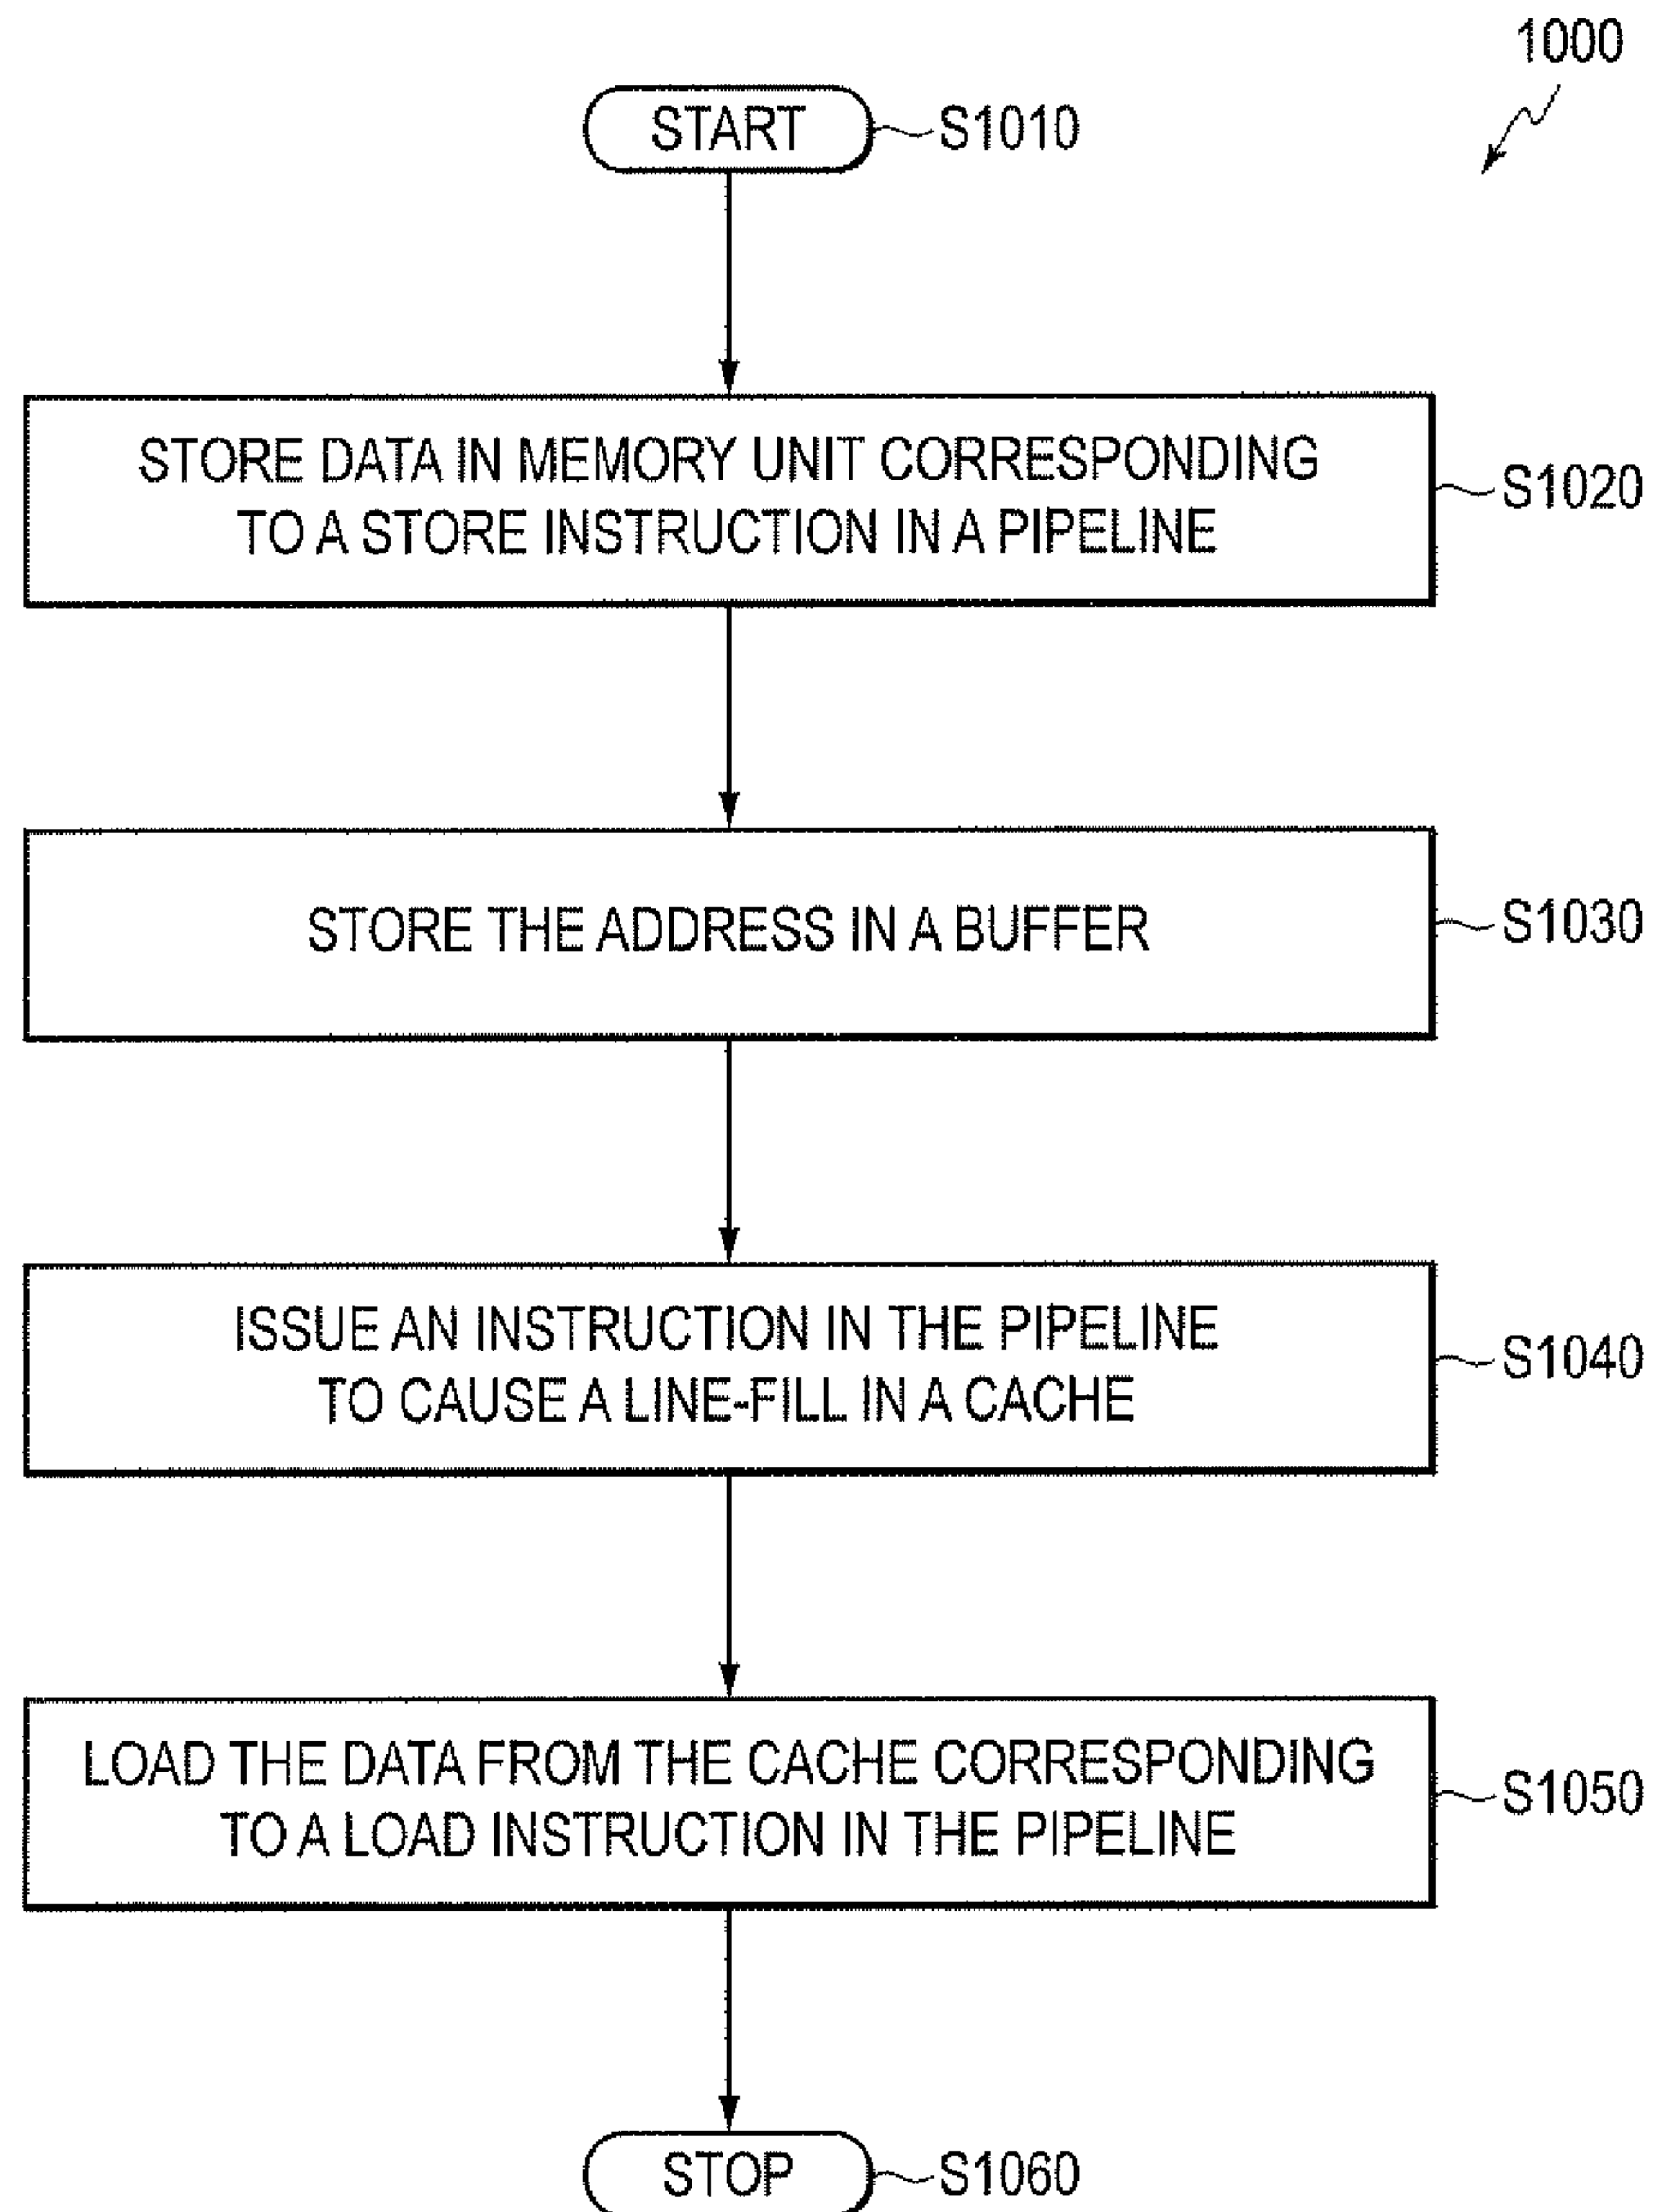 1000
START
S1010
STORE DATA IN MEMORY UNIT CORRESPONDING
TO A STORE INSTRUCTION IN A PIPELINE
S1020
STORE THE ADDRESS IN A BUFFER
S1030
ISSUE AN INSTRUCTION IN THE PIPELINE
TO CAUSE A LINE-FILL IN A CACHE
S1040
LOAD THE DATA FROM THE CACHE CORRESPONDING
TO A LOAD INSTRUCTION IN THE PIPELINE
S1050
STOP
S1060